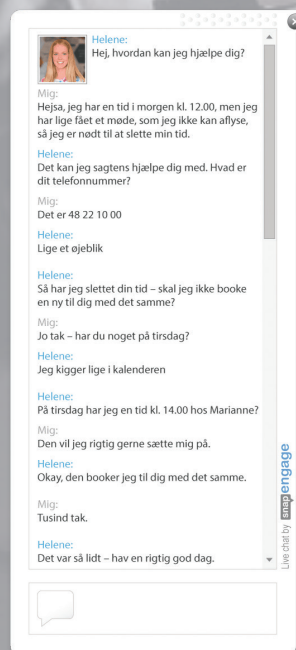 Helene:
Hej, hvordan kan jeg hjælpe dig?
Mig:
Hejsa, jeg har en tid i morgen kl. 12.00, men jeg
har lige fået et møde, som jeg ikke kan aflyse,
så jeg er nødt til at slette min tid.
Helene:
Det kan jeg sagtens hjælpe dig med. Hvad er
dit telefonnummer?
Mig:
Det er 48 22 10 00
Helene:
Lige et øjeblik
Helene:
Så har jeg slettet din tid – skal jeg ikke booke
en ny til dig med det samme?
Mig:
Jo tak – har du noget på tirsdag?
Helene:
Jeg kigger lige i kalenderen
Helene:
På tirsdag har jeg en tid kl. 14.00 hos Marianne?
Mig:
Den vil jeg rigtig gerne sætte mig på.
Helene:
Okay, den booker jeg til dig med det samme.
Mig:
Tusind tak.
Helene:
Det var så lidt – hav en rigtig god dag.
Live chat by snapengage